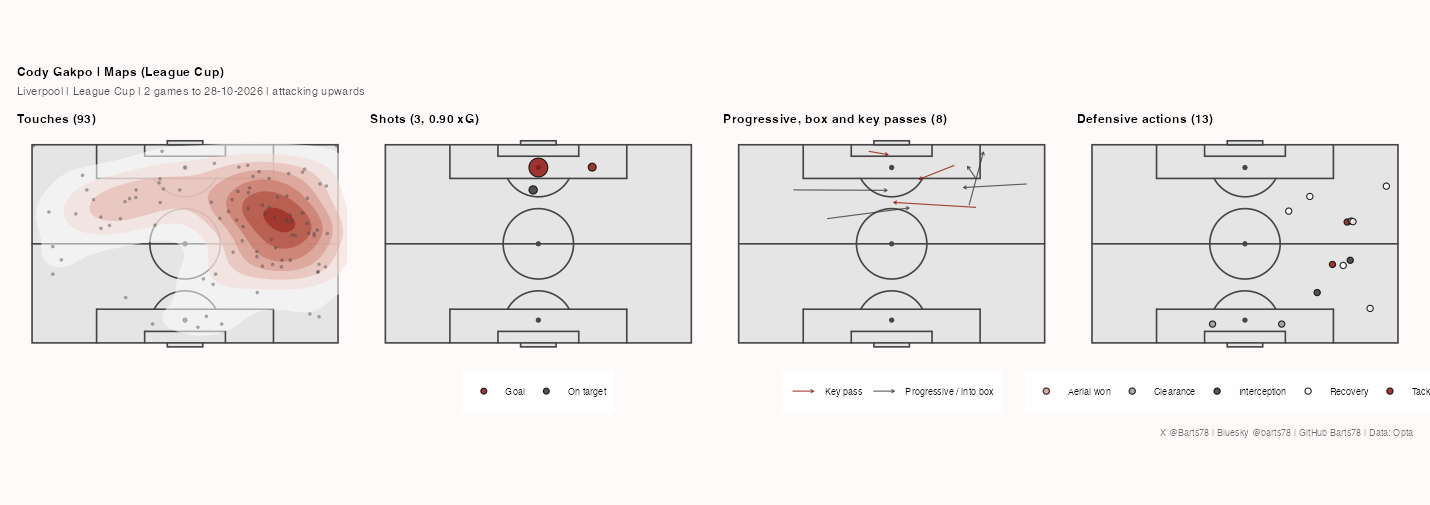 Cody Gakpo | Maps (League Cup)
Liverpool | League Cup | 2 games to 28-10-2026 | attacking upwards
Touches (93)
Shots (3, 0.90 xG)
Progressive, box and key passes (8)
Defensive actions (13)
Goal
On target
Key pass
Progressive / Into box
Aerial won
Clearance
Interception
Recovery
Tack
X @Barts78 | Bluesky @barts78 | GitHub Barts78 | Data: Opta